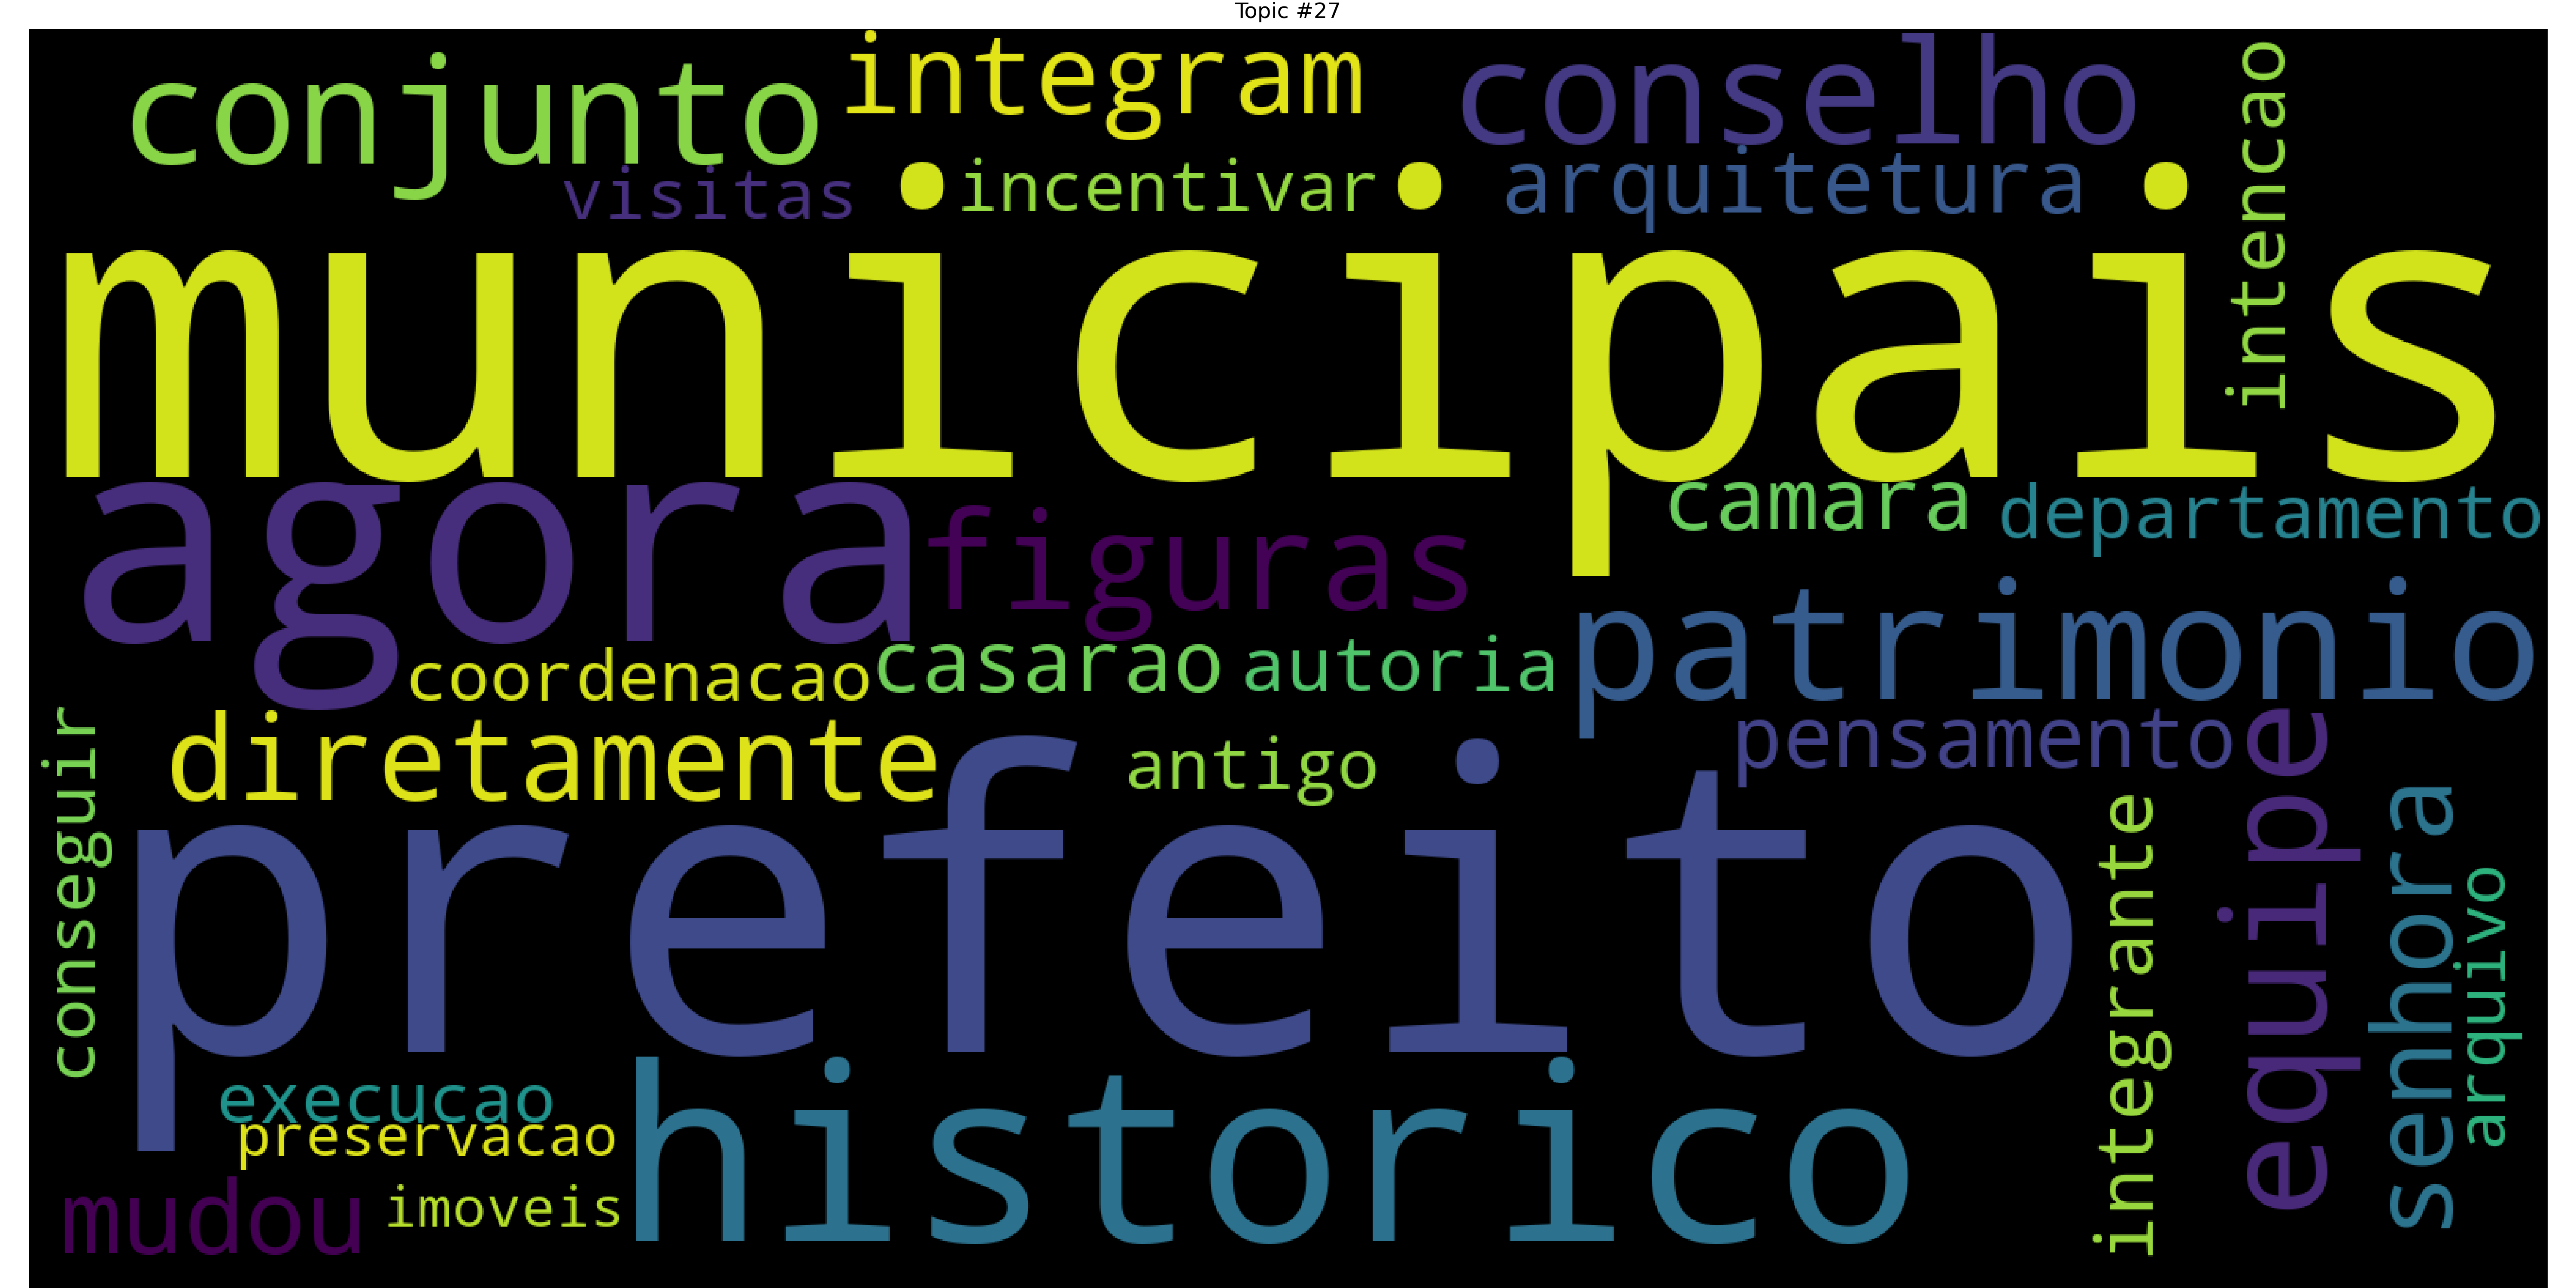 Topic #27
conjunto
integram
conselho
intencao
visitas
incentivar
arquitetura
municipais
agora
figuras
camara
departamento
patrimonio
coordenacao
casarao
autoria
conseguir
diretamente
antigo
pensamento
prefeito
integrante
equipe
senhora
arquivo
execucao
preservacao
historico
mudou
imoveis